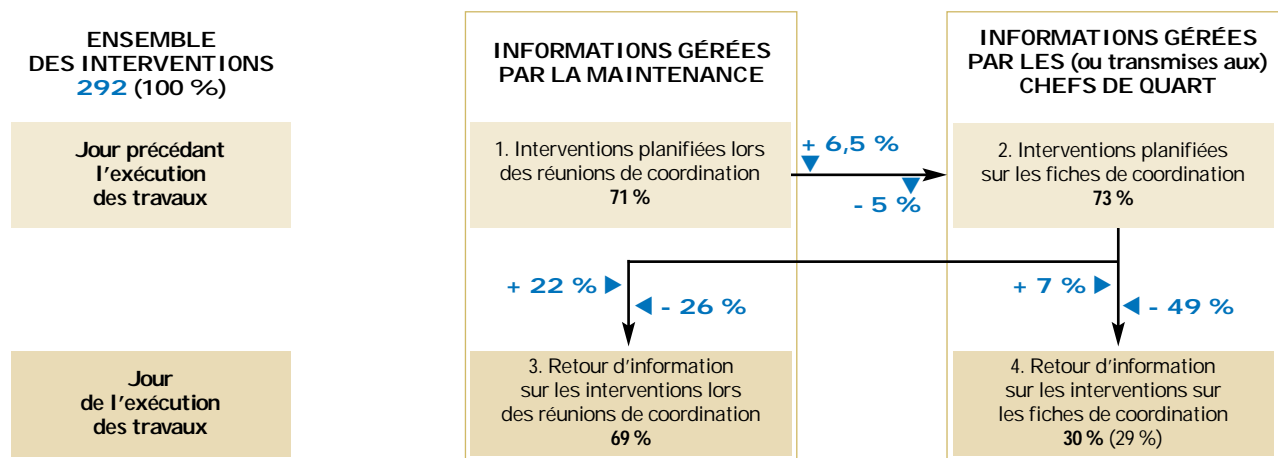 ENSEMBLE
DES INTERVENTIONS
292 (100 %)
INFORMATIONS GÉRÉES
PAR LA MAINTENANCE
INFORMATIONS GÉRÉES
PAR LES (ou transmises aux)
CHEFS DE QUART
Jour précédant
l'exécution
des travaux
1. Interventions planifiées lors
des réunions de coordination
71 %
+ 6,5 %
- 5 %
2. Interventions planifiées
sur les fiches de coordination
73 %
+ 22 %
- 26 %
+ 7 %
- 49 %
Jour
de l'exécution
des travaux
3. Retour d'information
sur les interventions lors
des réunions de coordination
69 %
4. Retour d'information
sur les interventions sur
les fiches de coordination
30 % (29 %)